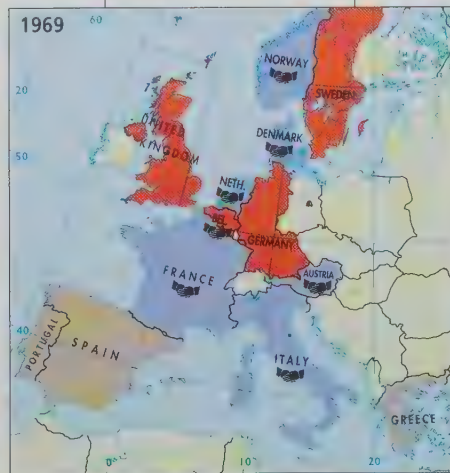 1969
60
NORWAY
20
SWEDEN
UNITED
KINGDOM
DENMARK
50
NETH.
BEL.
GERMANY
FRANCE
AUSTRIA
40
PORTUGAL
SPAIN
ITALY
GREECE
0°
10
20